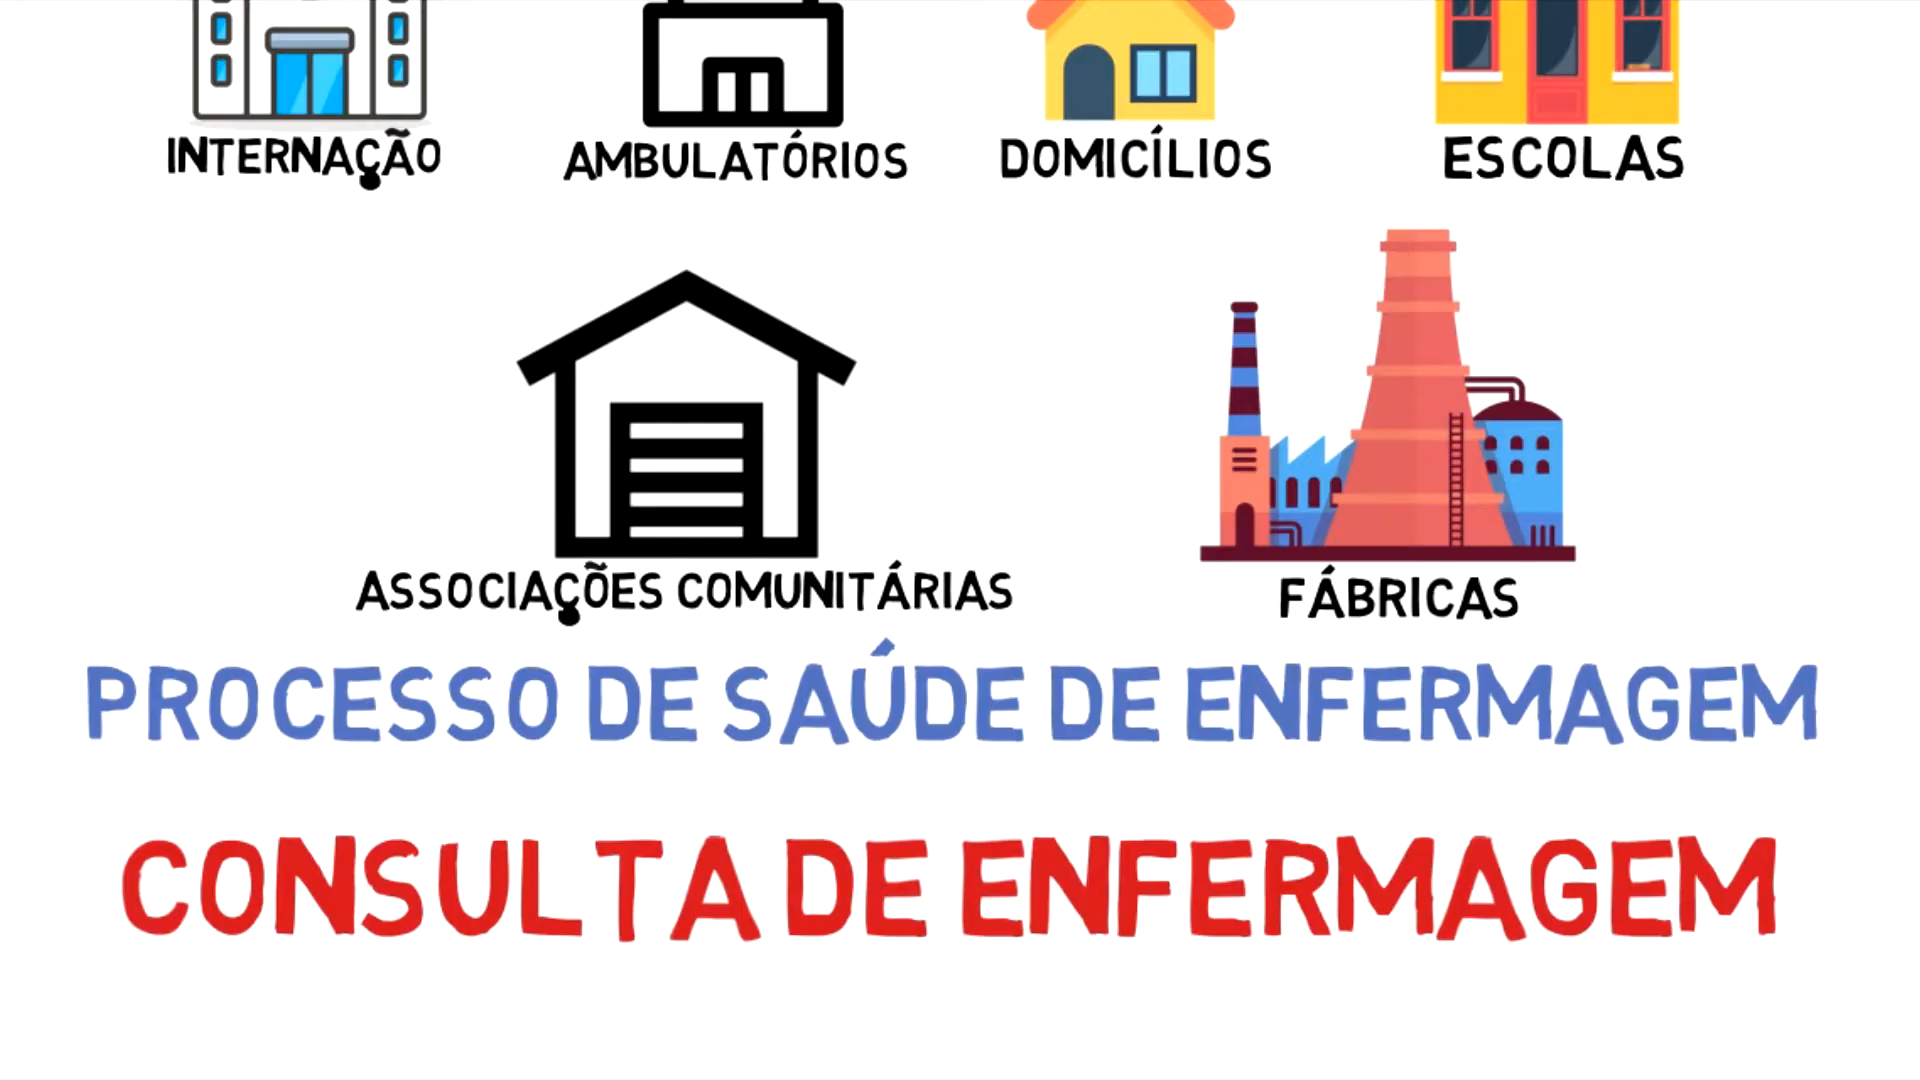 INTERNAÇÃO AMBULATÓRIOS DOMICÍLIOS ESCOLAS
ASSOCIAÇÕES COMUNITÁRIAS FÁBRICAS
PROCESSO DE SAÚDE DE ENFERMAGEM
CONSULTA DE ENFERMAGEM